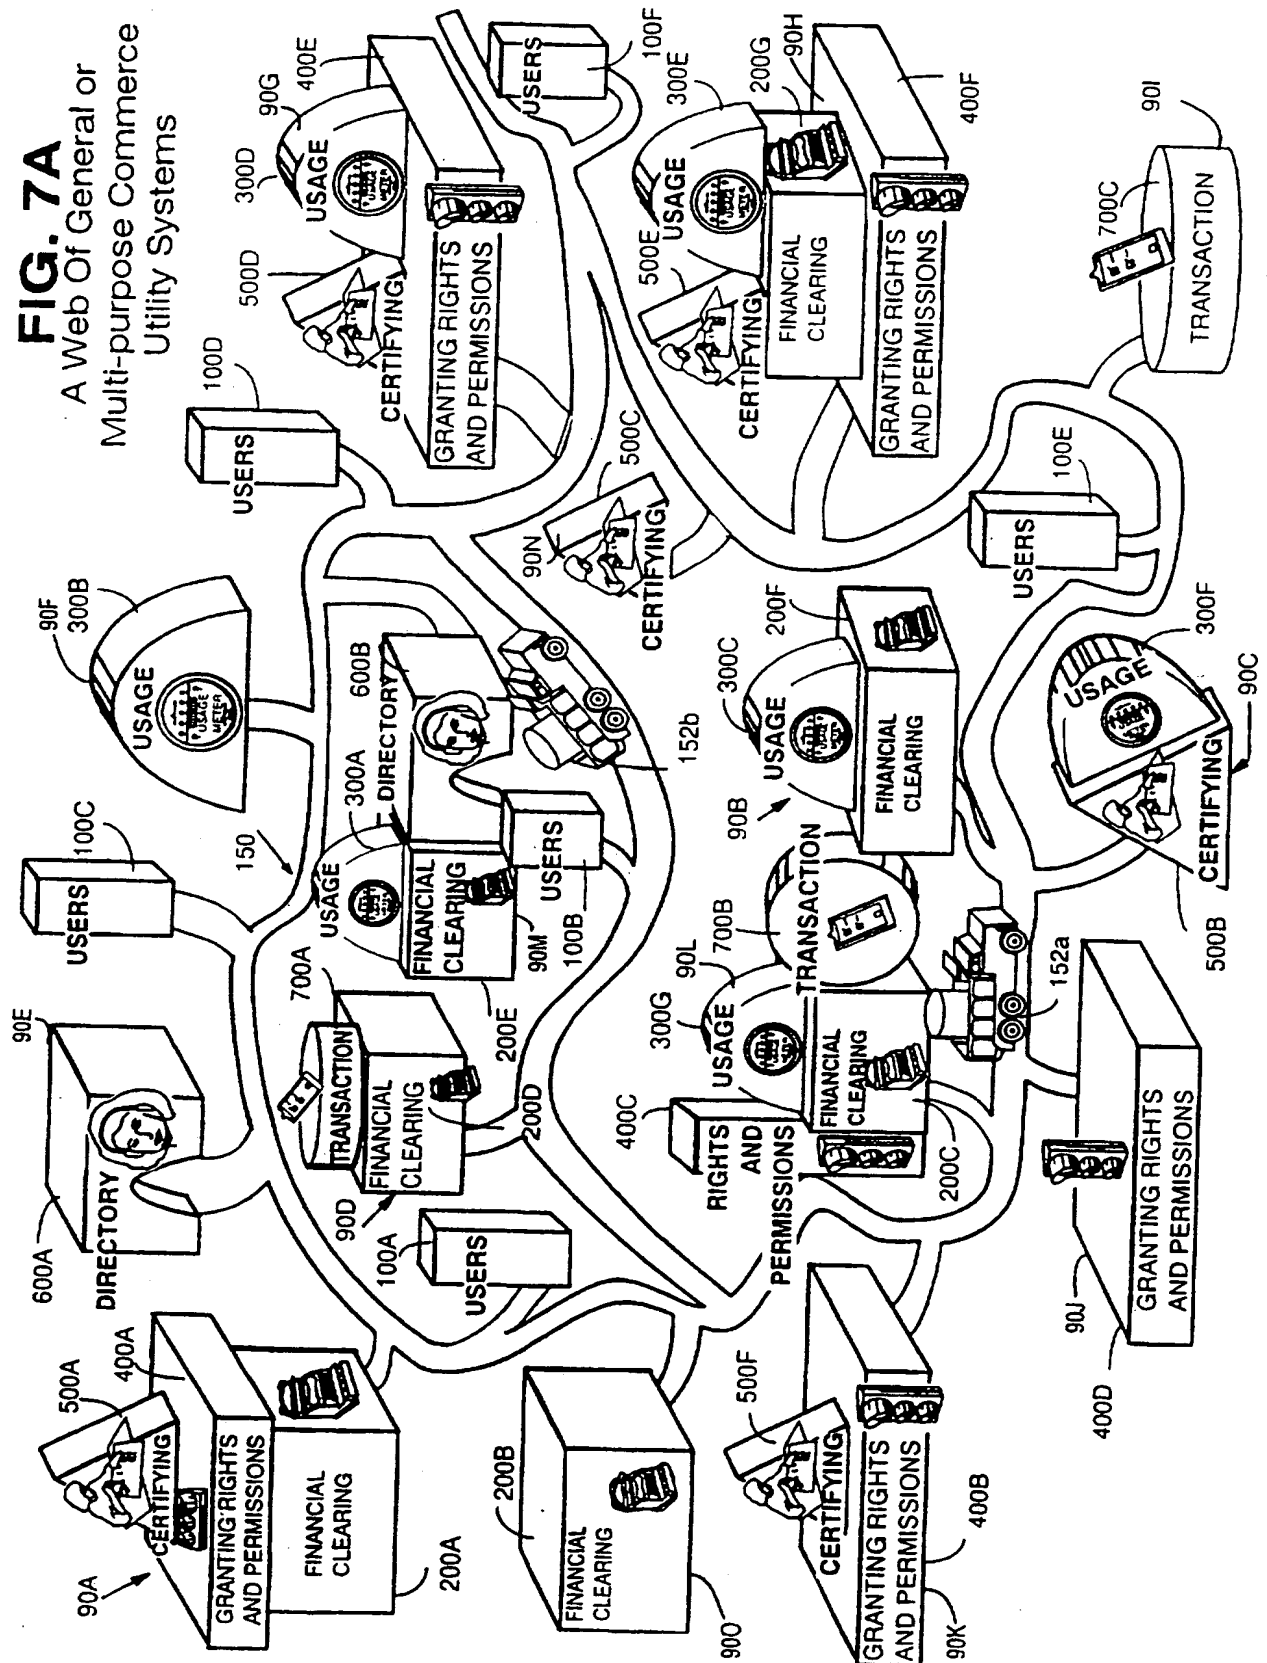 FIG. 7A
A Web Of General or
Multi-purpose Commerce
Utility Systems
90A
500A
400A
CERTIFYING
GRANTING RIGHTS
AND PERMISSIONS
FINANCIAL
CLEARING
200A
600A
90E
DIRECTORY
USERS
100C
150
90F
300B
USAGE
USAGE
METER
USERS
100D
500D
300D
90G
400E
USAGE
CERTIFYING
GRANTING RIGHTS
AND PERMISSIONS
USERS
100F
90D
700A
TRANSACTION
FINANCIAL
CLEARING
200D
100A
USERS
USAGE
300A
FINANCIAL
CLEARING
200E
90M
DIRECTORY
600B
USERS
100B
152b
90N
500C
CERTIFYING
500E
300E
200G
90H
USAGE
CERTIFYING
FINANCIAL
CLEARING
GRANTING RIGHTS
AND PERMISSIONS
400F
200B
FINANCIAL
CLEARING
90O
400C
RIGHTS
AND
PERMISSIONS
300G
90L
USAGE
FINANCIAL
CLEARING
200C
700B
TRANSACTION
152a
90B
300C
USAGE
200F
FINANCIAL
CLEARING
USERS
100E
700C
TRANSACTION
90I
500F
CERTIFYING
GRANTING RIGHTS
AND PERMISSIONS
400B
90K
90J
GRANTING RIGHTS
AND PERMISSIONS
400D
500B
CERTIFYING
USAGE
300F
90C